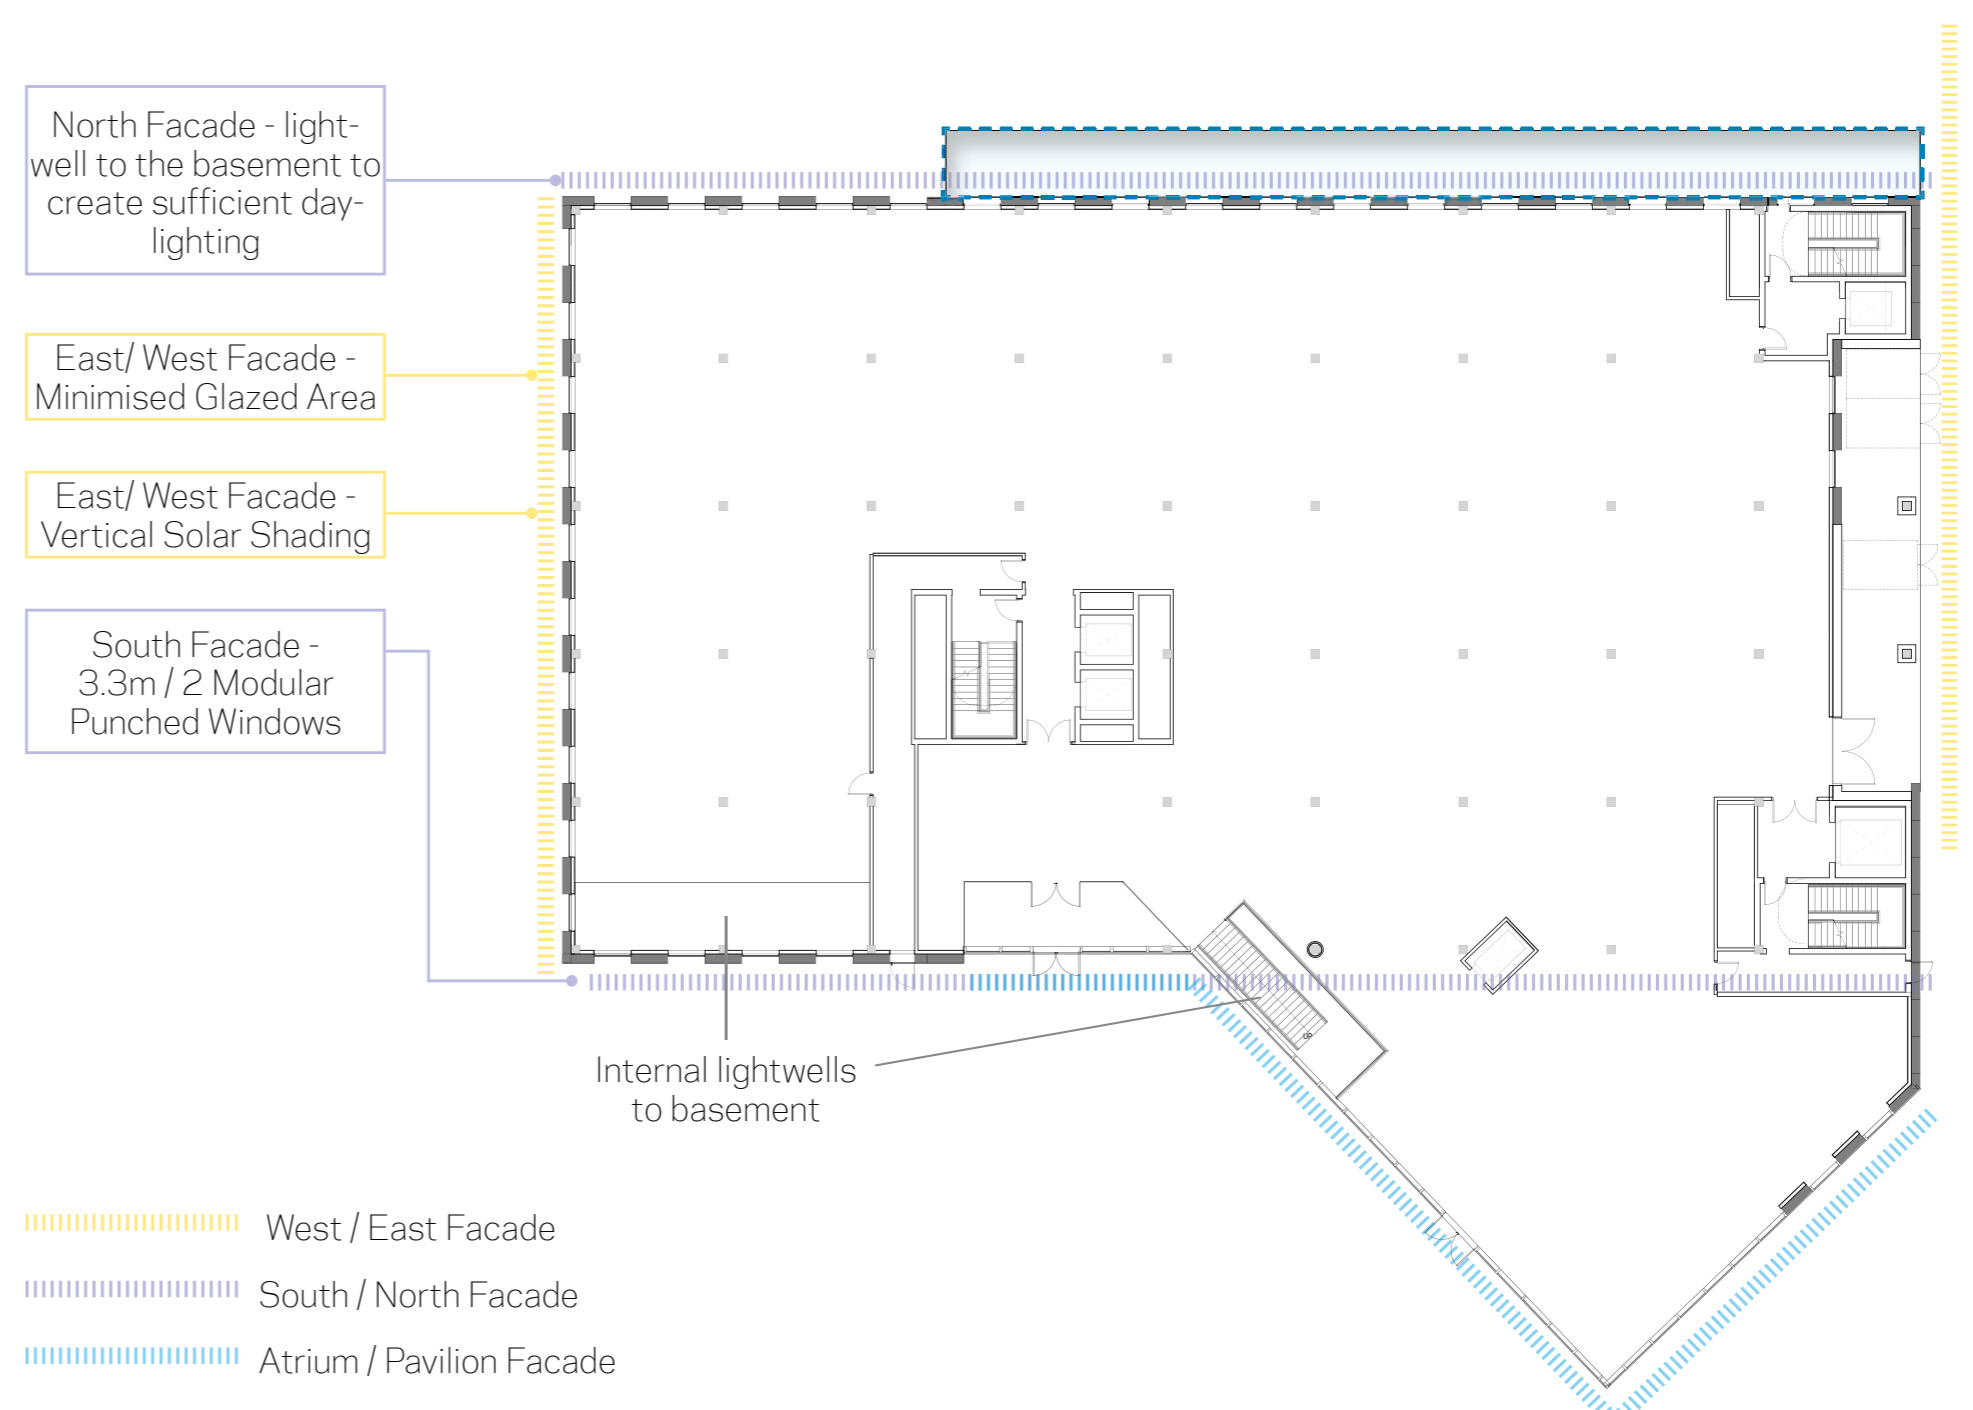 North Facade - light-
well to the basement to
create sufficient day-
lighting
East/ West Facade -
Minimised Glazed Area
East/ West Facade -
Vertical Solar Shading
South Facade -
3.3m / 2 Modular
Punched Windows
UP
Internal lightwells
to basement
West / East Facade
South / North Facade
Atrium / Pavilion Facade